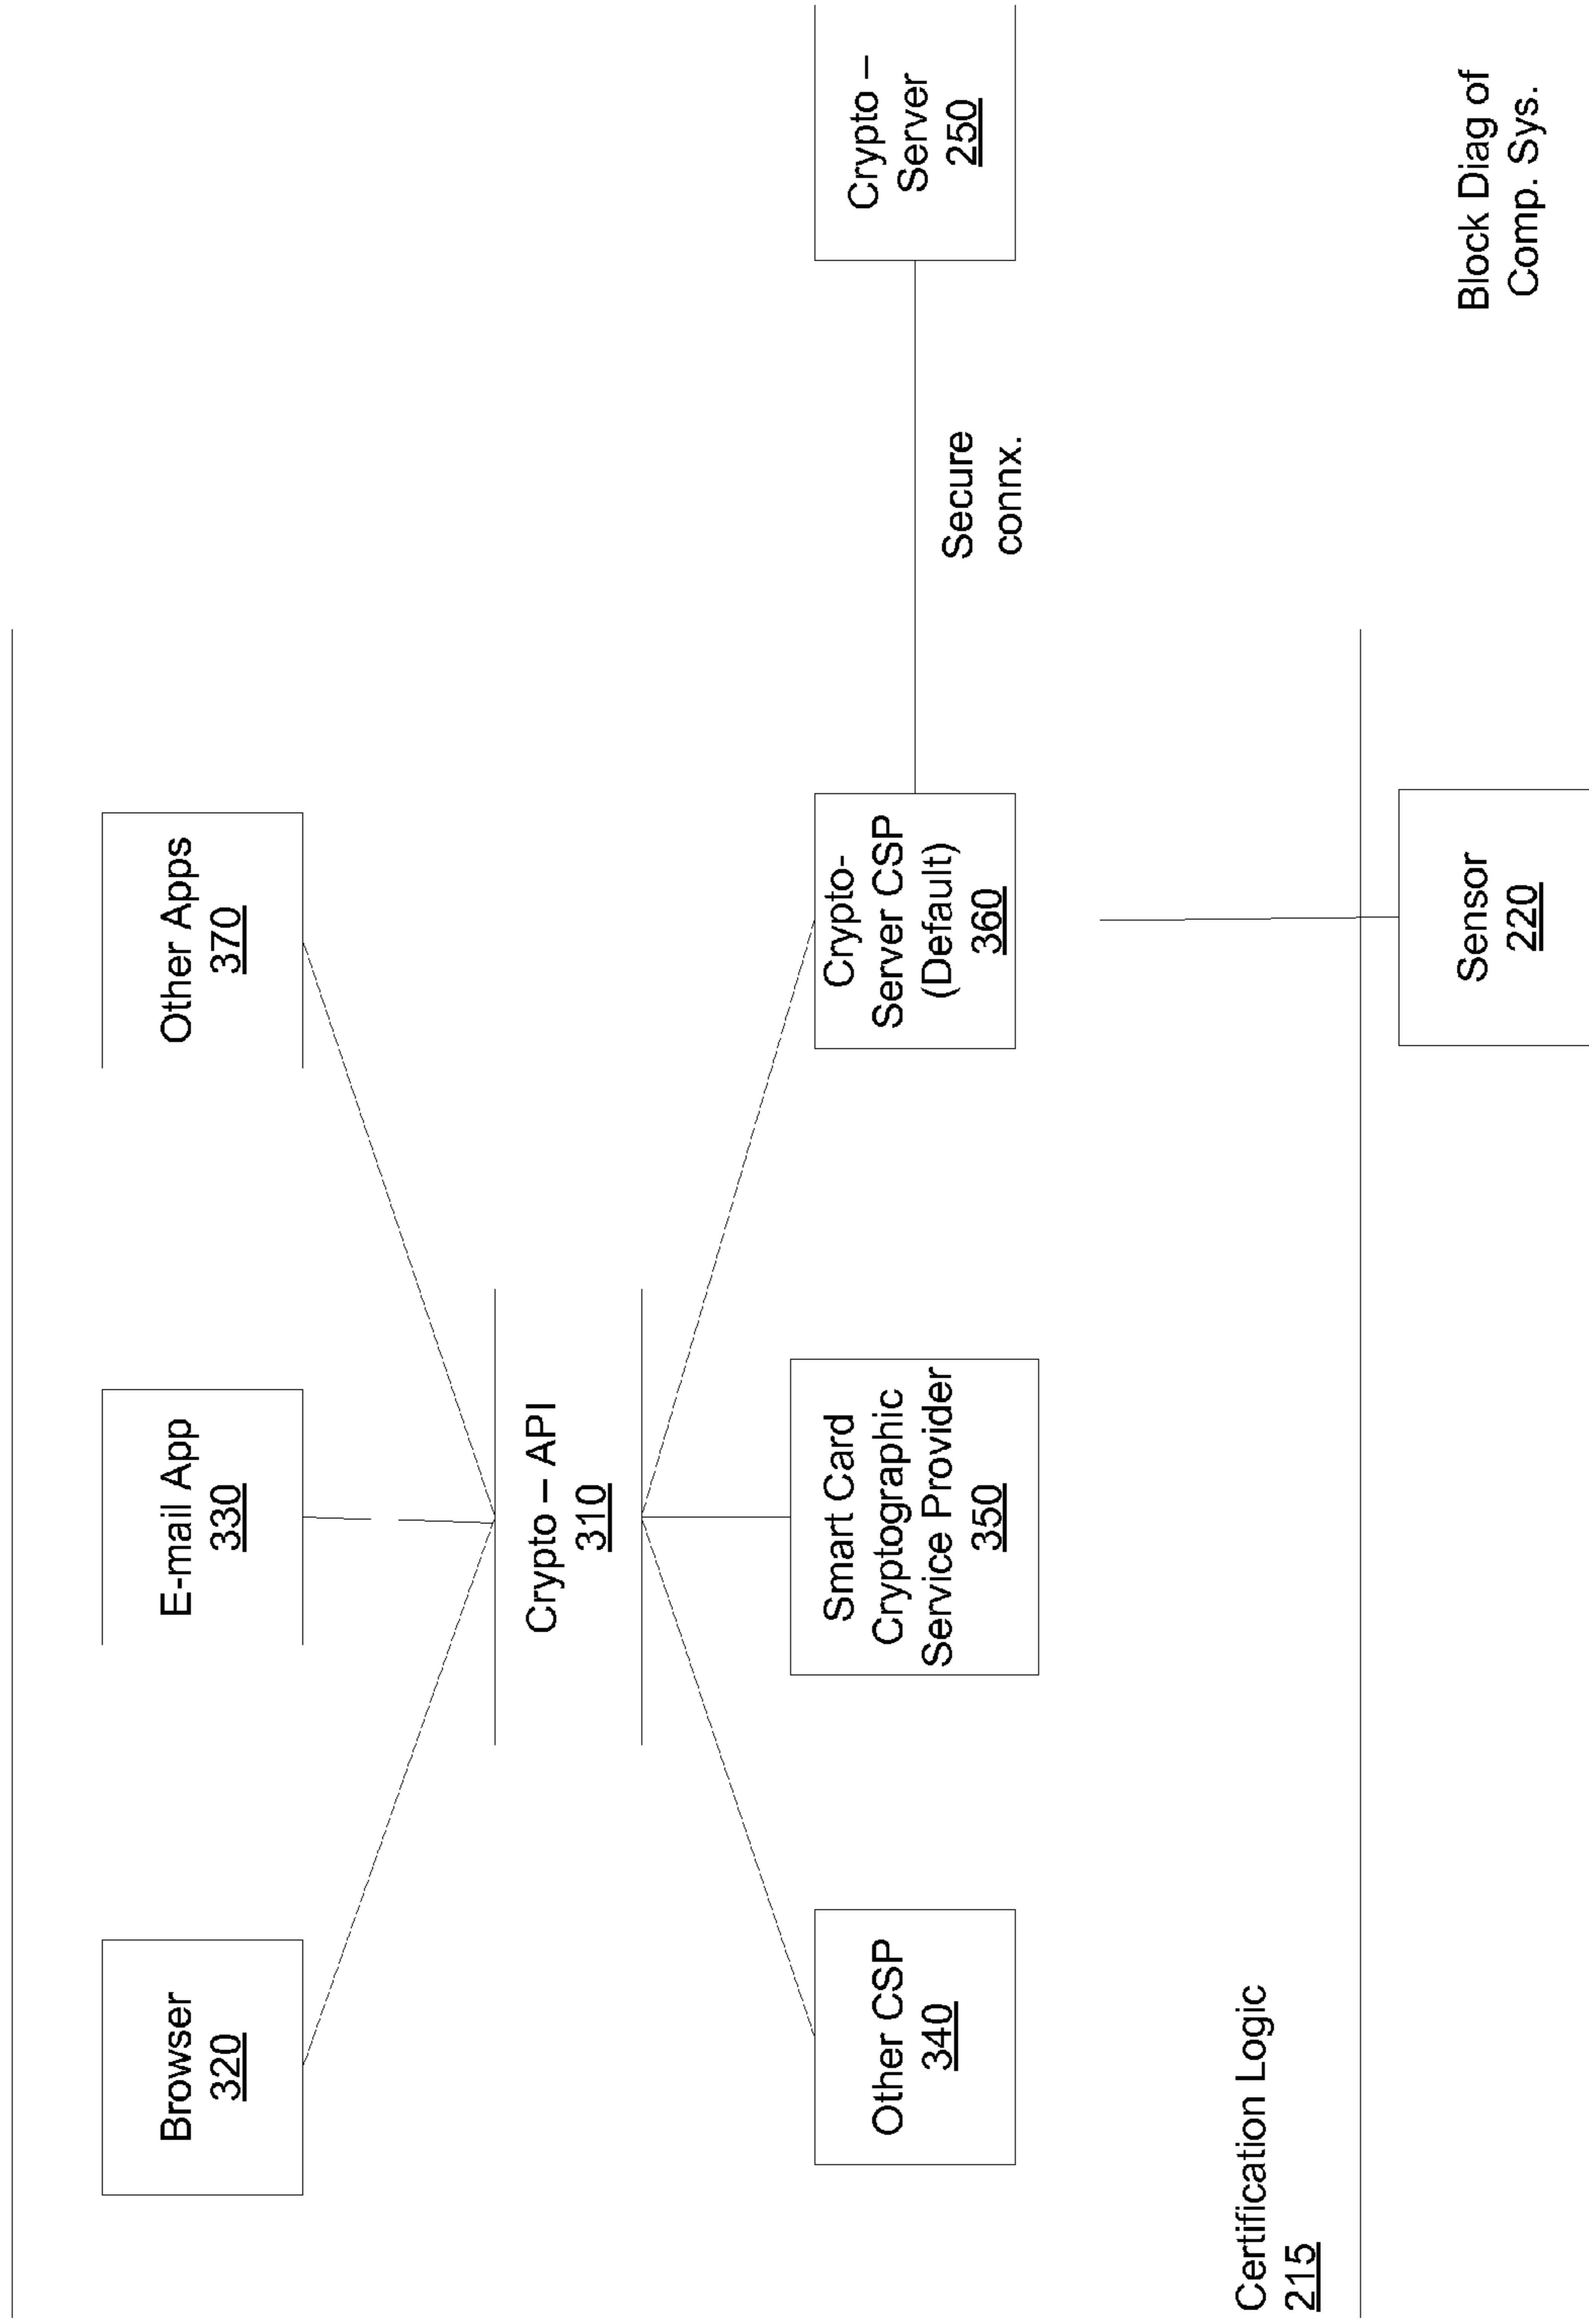 Browser
320
E-mail App
330
Other Apps
370
Crypto – API
310
Other CSP
340
Smart Card
Cryptographic
Service Provider
350
Crypto-
Server CSP
(Default)
360
Secure
connx.
Crypto –
Server
250
Certification Logic
215
Sensor
220
Block Diag of
Comp. Sys.